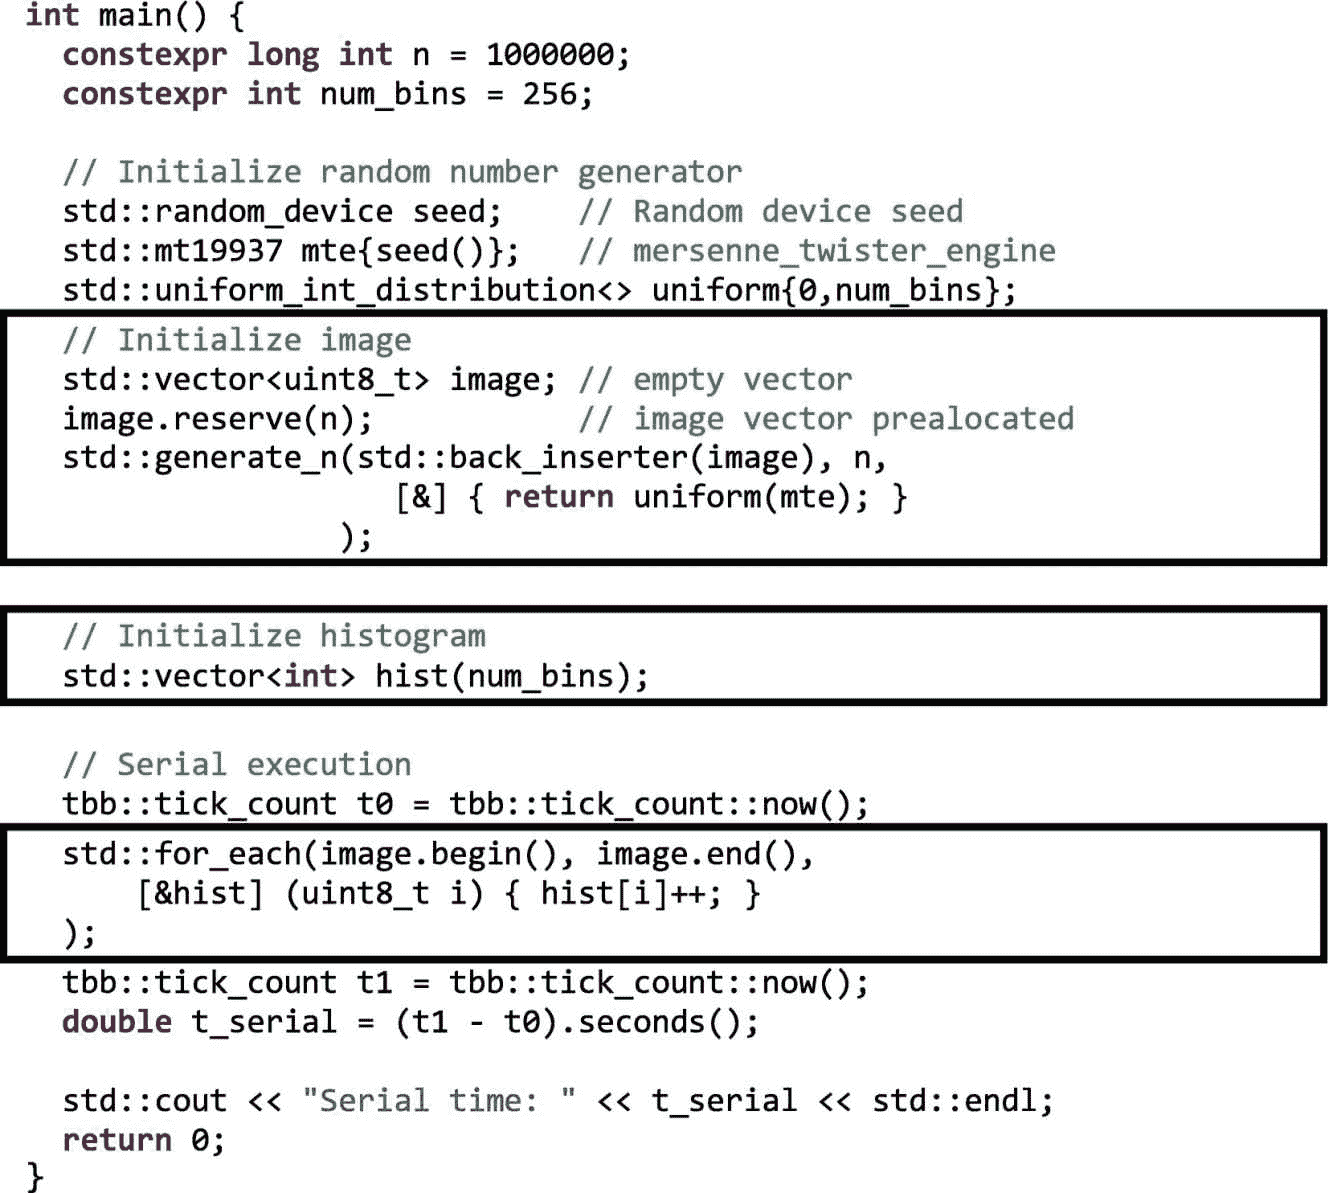 int main() {
  constexpr long int n = 1000000;
  constexpr int num_bins = 256;

  // Initialize random number generator
  std::random_device seed;    // Random device seed
  std::mt19937 mte{seed()};   // mersenne_twister_engine
  std::uniform_int_distribution<> uniform{0,num_bins};
  // Initialize image
  std::vector<uint8_t> image; // empty vector
  image.reserve(n);           // image vector prealocated
  std::generate_n(std::back_inserter(image), n,
                    [&] { return uniform(mte); }
                 );

  // Initialize histogram
  std::vector<int> hist(num_bins);

  // Serial execution
  tbb::tick_count t0 = tbb::tick_count::now();
  std::for_each(image.begin(), image.end(),
      [&hist] (uint8_t i) { hist[i]++; }
  );
  tbb::tick_count t1 = tbb::tick_count::now();
  double t_serial = (t1 - t0).seconds();

  std::cout << "Serial time: " << t_serial << std::endl;
  return 0;
}